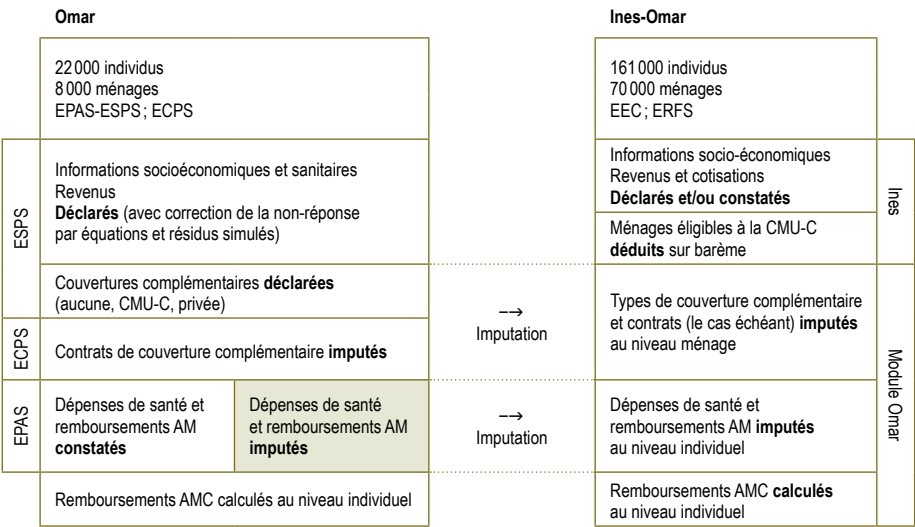 Omar
Ines-Omar
22 000 individus
8 000 ménages
EPAS-ESPS ; ECPS
161 000 individus
70 000 ménages
EEC ; ERFS
ESPS
Informations socioéconomiques et sanitaires
Revenus
Déclarés (avec correction de la non-réponse
par équations et résidus simulés)
Informations socio-économiques
Revenus et cotisations
Déclarés et/ou constatés
Ménages éligibles à la CMU-C
déduits sur barème
Ines
Couvertures complémentaires déclarées
(aucune, CMU-C, privée)
ECPS
Contrats de couverture complémentaire imputés
–→
Imputation
Types de couverture complémentaire
et contrats (le cas échéant) imputés
au niveau ménage
Module Omar
EPAS
Dépenses de santé et
remboursements AM
constatés
Dépenses de santé
et remboursements AM
imputés
–→
Imputation
Dépenses de santé et
remboursements AM imputés
au niveau individuel
Remboursements AMC calculés au niveau individuel
Remboursements AMC calculés
au niveau individuel